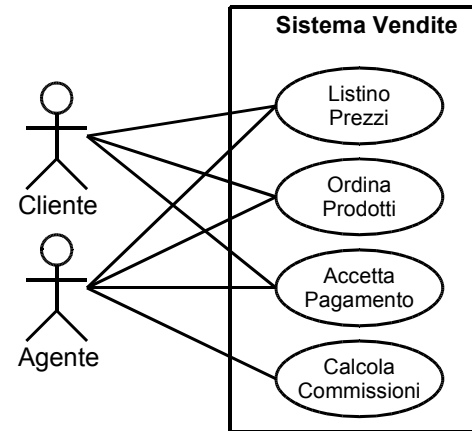 Sistema Vendite
Listino
Prezzi
Cliente
Ordina
Prodotti
Agente
Accetta
Pagamento
Calcola
Commissioni